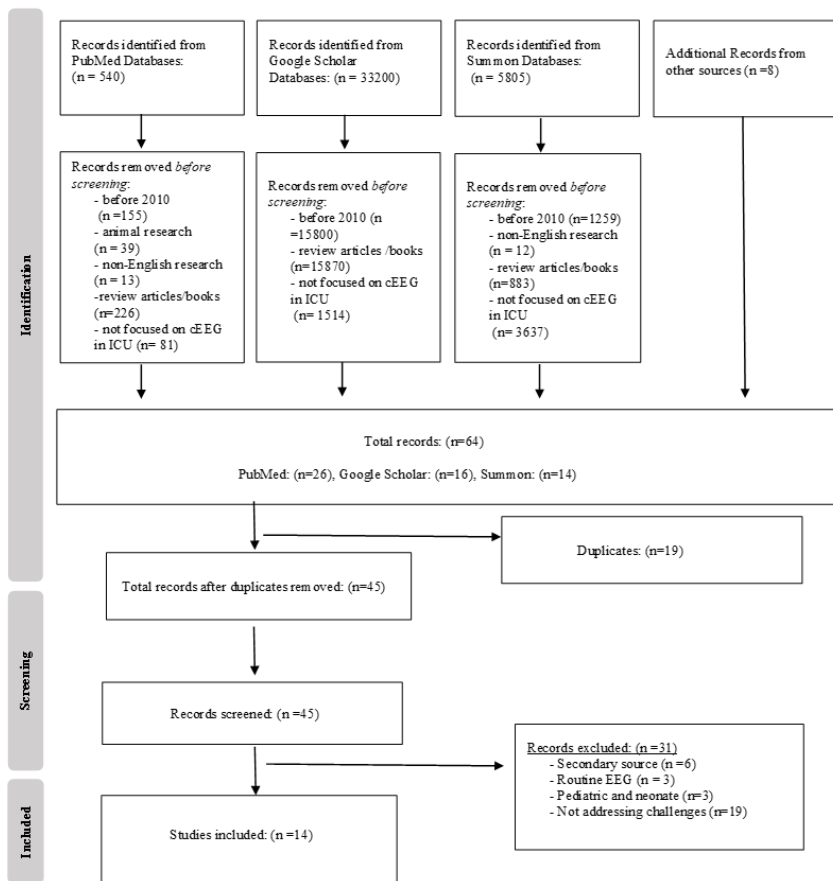 Records identified from
PubMed Databases:
(n = 540)
Records identified from
Google Scholar
Databases: (n = 33200)
Records identified from
Summon Databases:
(n = 5805)
Additional Records from
other sources (n =8)
Records removed before
screening:
- before 2010
(n =155)
- animal research
(n = 39)
- non-English research
(n = 13)
-review articles/books
(n=226)
- not focused on cEEG
in ICU (n= 81)
Records removed before
screening:
- before 2010 (n
=15800)
- review articles /books
(n=15870)
- not focused on cEEG
in ICU
(n = 1514)
Records removed before
screening:
- before 2010 (n=1259)
- non-English research
(n = 12)
- review articles/books
(n=883)
- not focused on cEEG in
ICU
(n= 3637)
Identification
Total records: (n=64)
PubMed: (n=26), Google Scholar: (n=16), Summon: (n=14)
Duplicates: (n=19)
Total records after duplicates removed: (n=45)
Screening
Records screened: (n =45)
Records excluded: (n =31)
- Secondary source (n =6)
- Routine EEG (n = 3)
- Pediatric and neonate (n=3)
- Not addressing challenges (n=19)
Included
Studies included: (n =14)